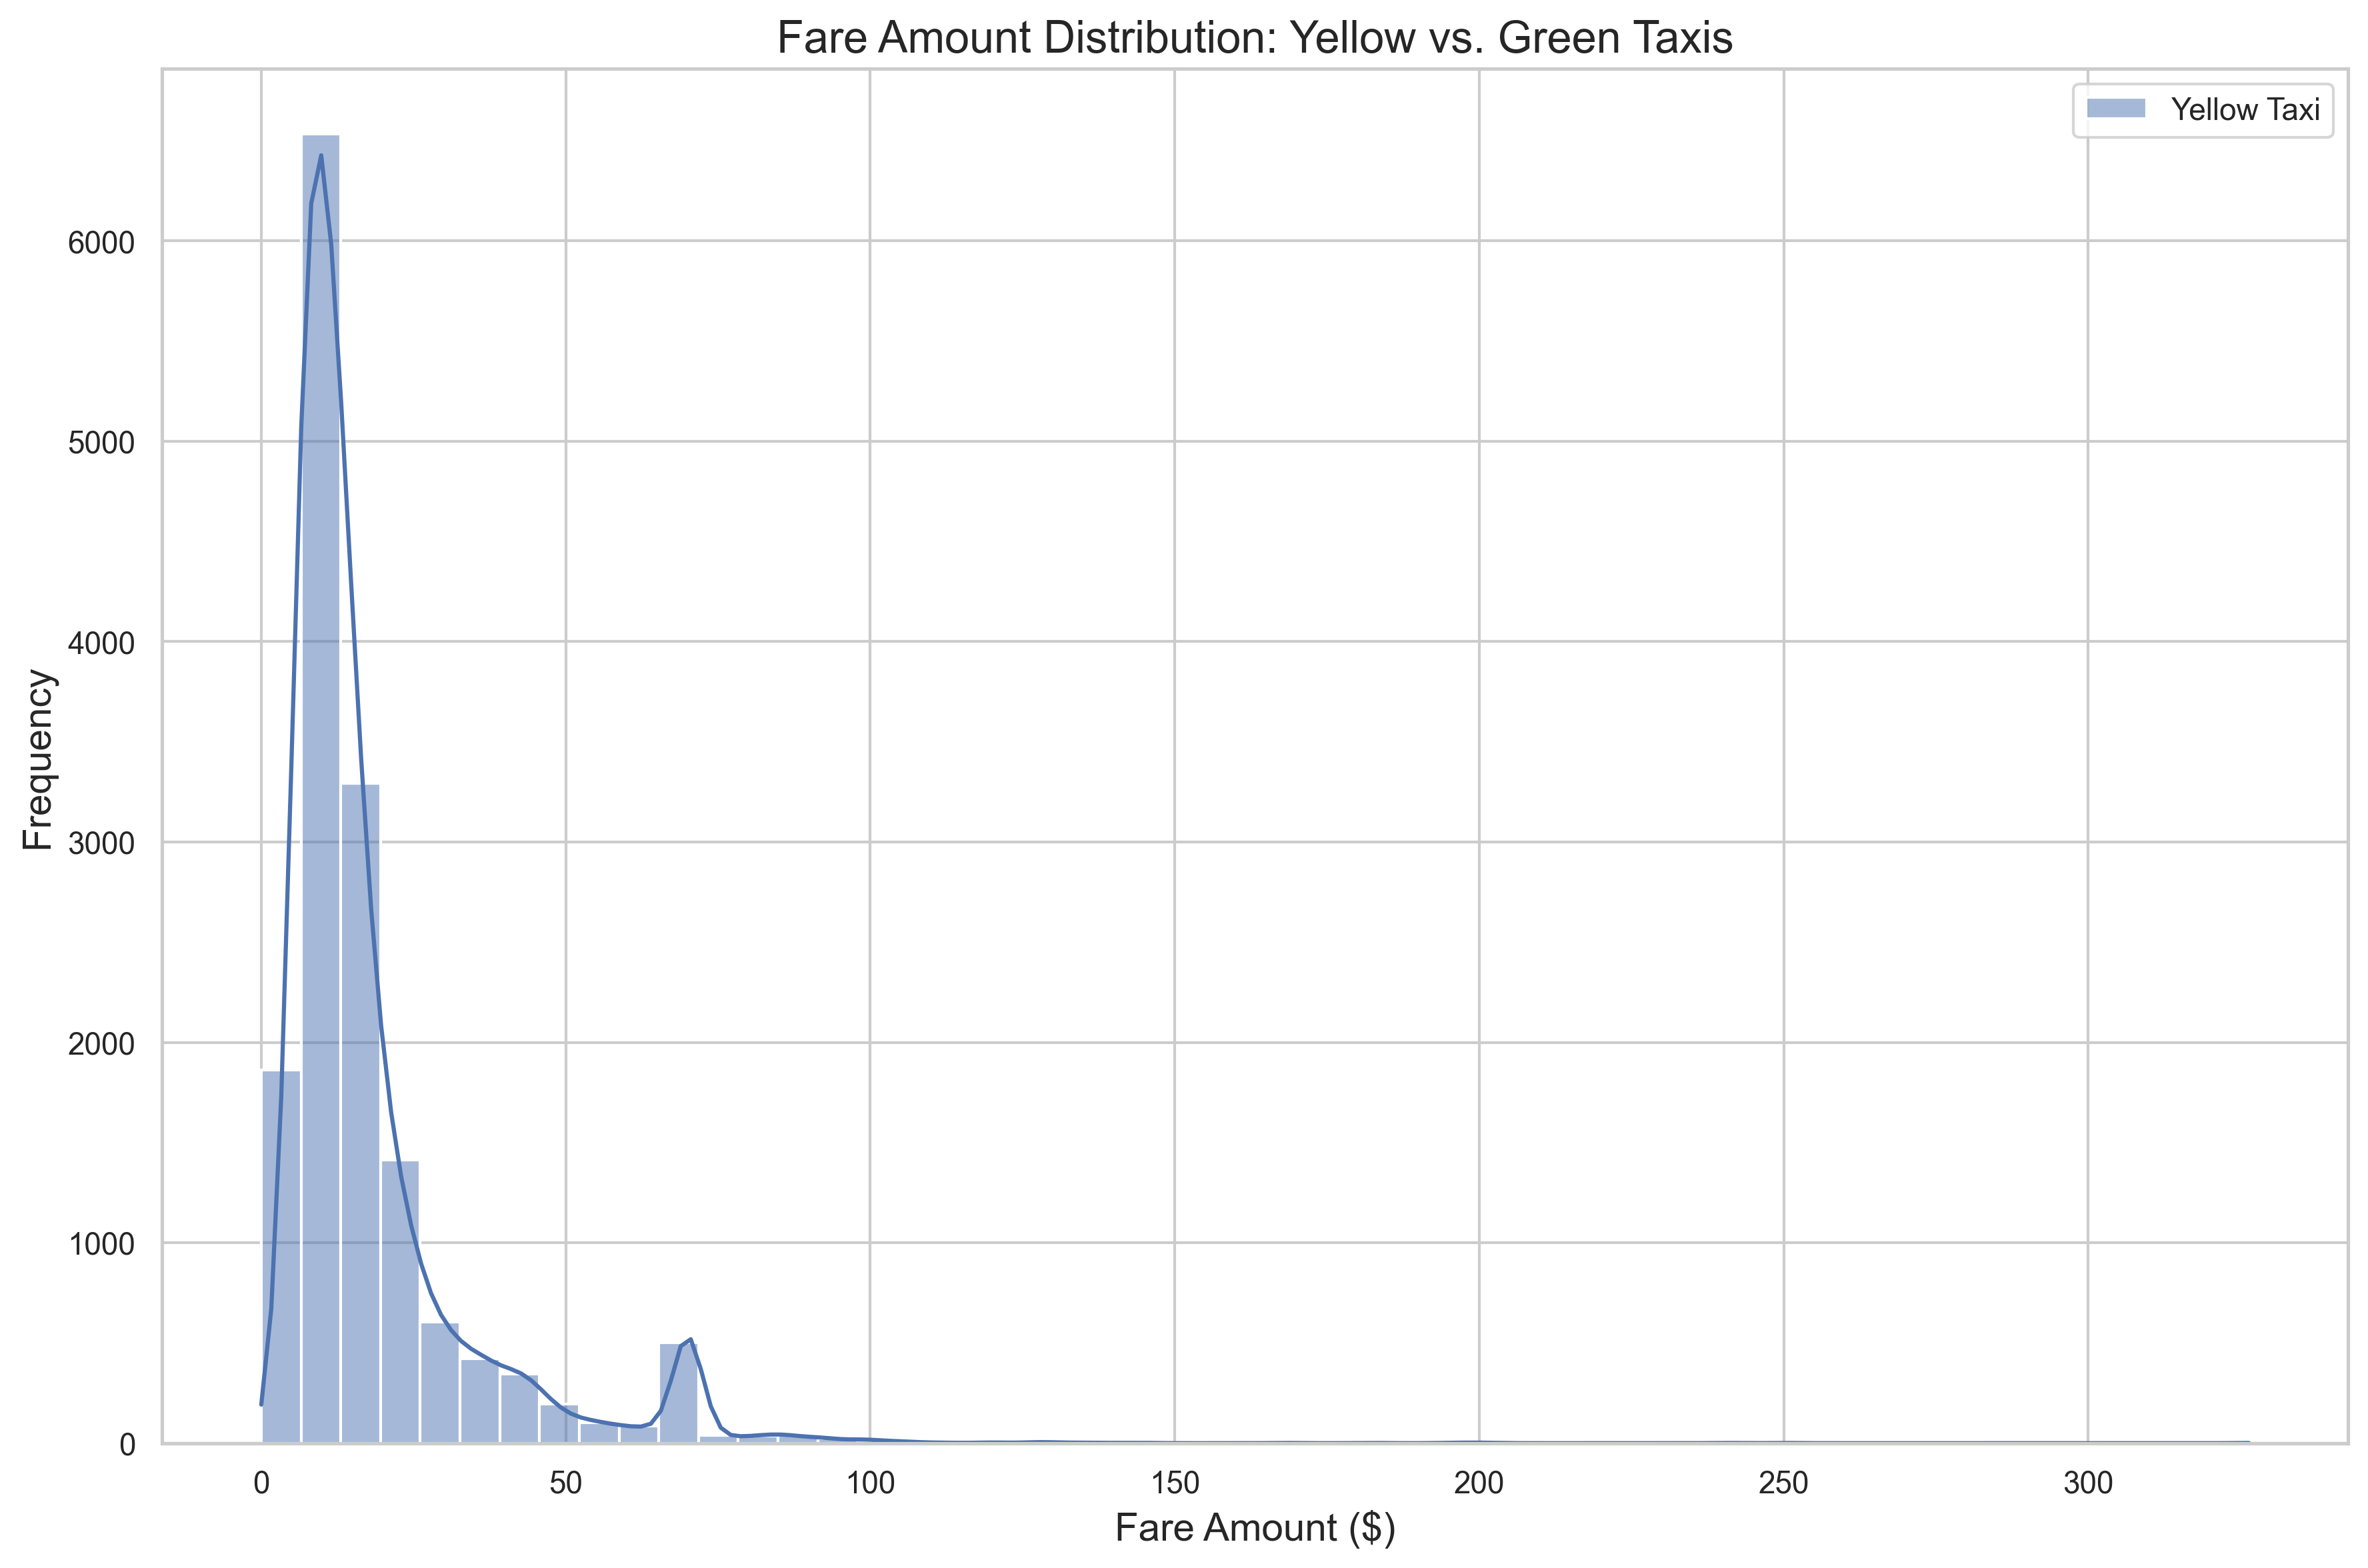 Fare Amount Distribution: Yellow vs. Green Taxis
Yellow Taxi
Frequency
6000
5000
4000
3000
2000
1000
0
0 50 100 150 200 250 300
Fare Amount ($)